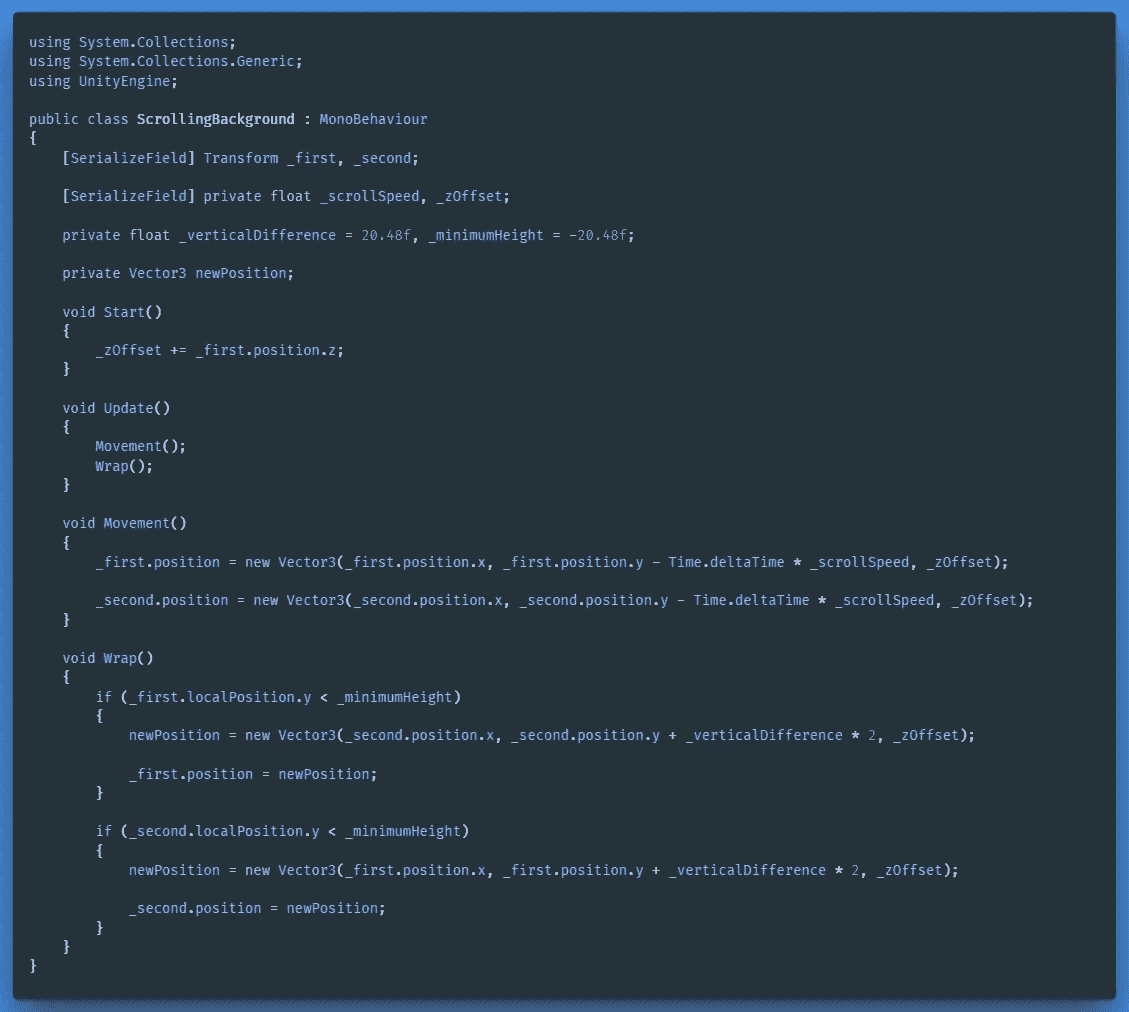 using System.Collections;
using System.Collections.Generic;
using UnityEngine;

public class ScrollingBackground : MonoBehaviour
{
    [SerializeField] Transform _first, _second;

    [SerializeField] private float _scrollSpeed, _zOffset;

    private float _verticalDifference = 20.48f, _minimumHeight = -20.48f;

    private Vector3 newPosition;

    void Start()
    {
        _zOffset += _first.position.z;
    }

    void Update()
    {
        Movement();
        Wrap();
    }

    void Movement()
    {
        _first.position = new Vector3(_first.position.x, _first.position.y - Time.deltaTime * _scrollSpeed, _zOffset);

        _second.position = new Vector3(_second.position.x, _second.position.y - Time.deltaTime * _scrollSpeed, _zOffset);
    }

    void Wrap()
    {
        if (_first.localPosition.y < _minimumHeight)
        {
            newPosition = new Vector3(_second.position.x, _second.position.y + _verticalDifference * 2, _zOffset);

            _first.position = newPosition;
        }

        if (_second.localPosition.y < _minimumHeight)
        {
            newPosition = new Vector3(_first.position.x, _first.position.y + _verticalDifference * 2, _zOffset);

            _second.position = newPosition;
        }
    }
}